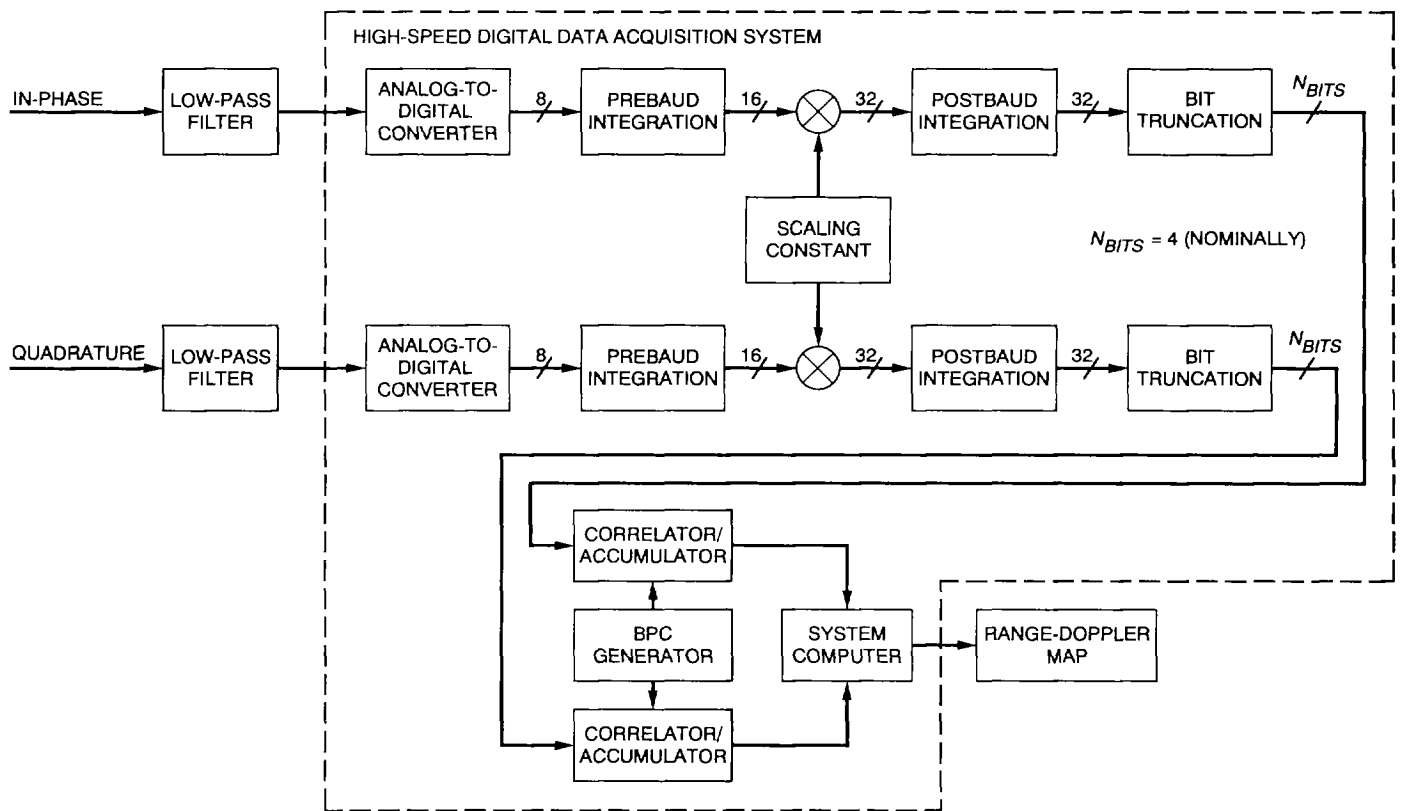 HIGH-SPEED DIGITAL DATA ACQUISITION SYSTEM
IN-PHASE
LOW-PASS
FILTER
ANALOG-TO-
DIGITAL
CONVERTER
8
PREBAUD
INTEGRATION
16
32
POSTBAUD
INTEGRATION
32
BIT
TRUNCATION
N_BITS
SCALING
CONSTANT
N_BITS = 4 (NOMINALLY)
QUADRATURE
LOW-PASS
FILTER
ANALOG-TO-
DIGITAL
CONVERTER
8
PREBAUD
INTEGRATION
16
32
POSTBAUD
INTEGRATION
32
BIT
TRUNCATION
N_BITS
CORRELATOR/
ACCUMULATOR
BPC
GENERATOR
SYSTEM
COMPUTER
RANGE-DOPPLER
MAP
CORRELATOR/
ACCUMULATOR